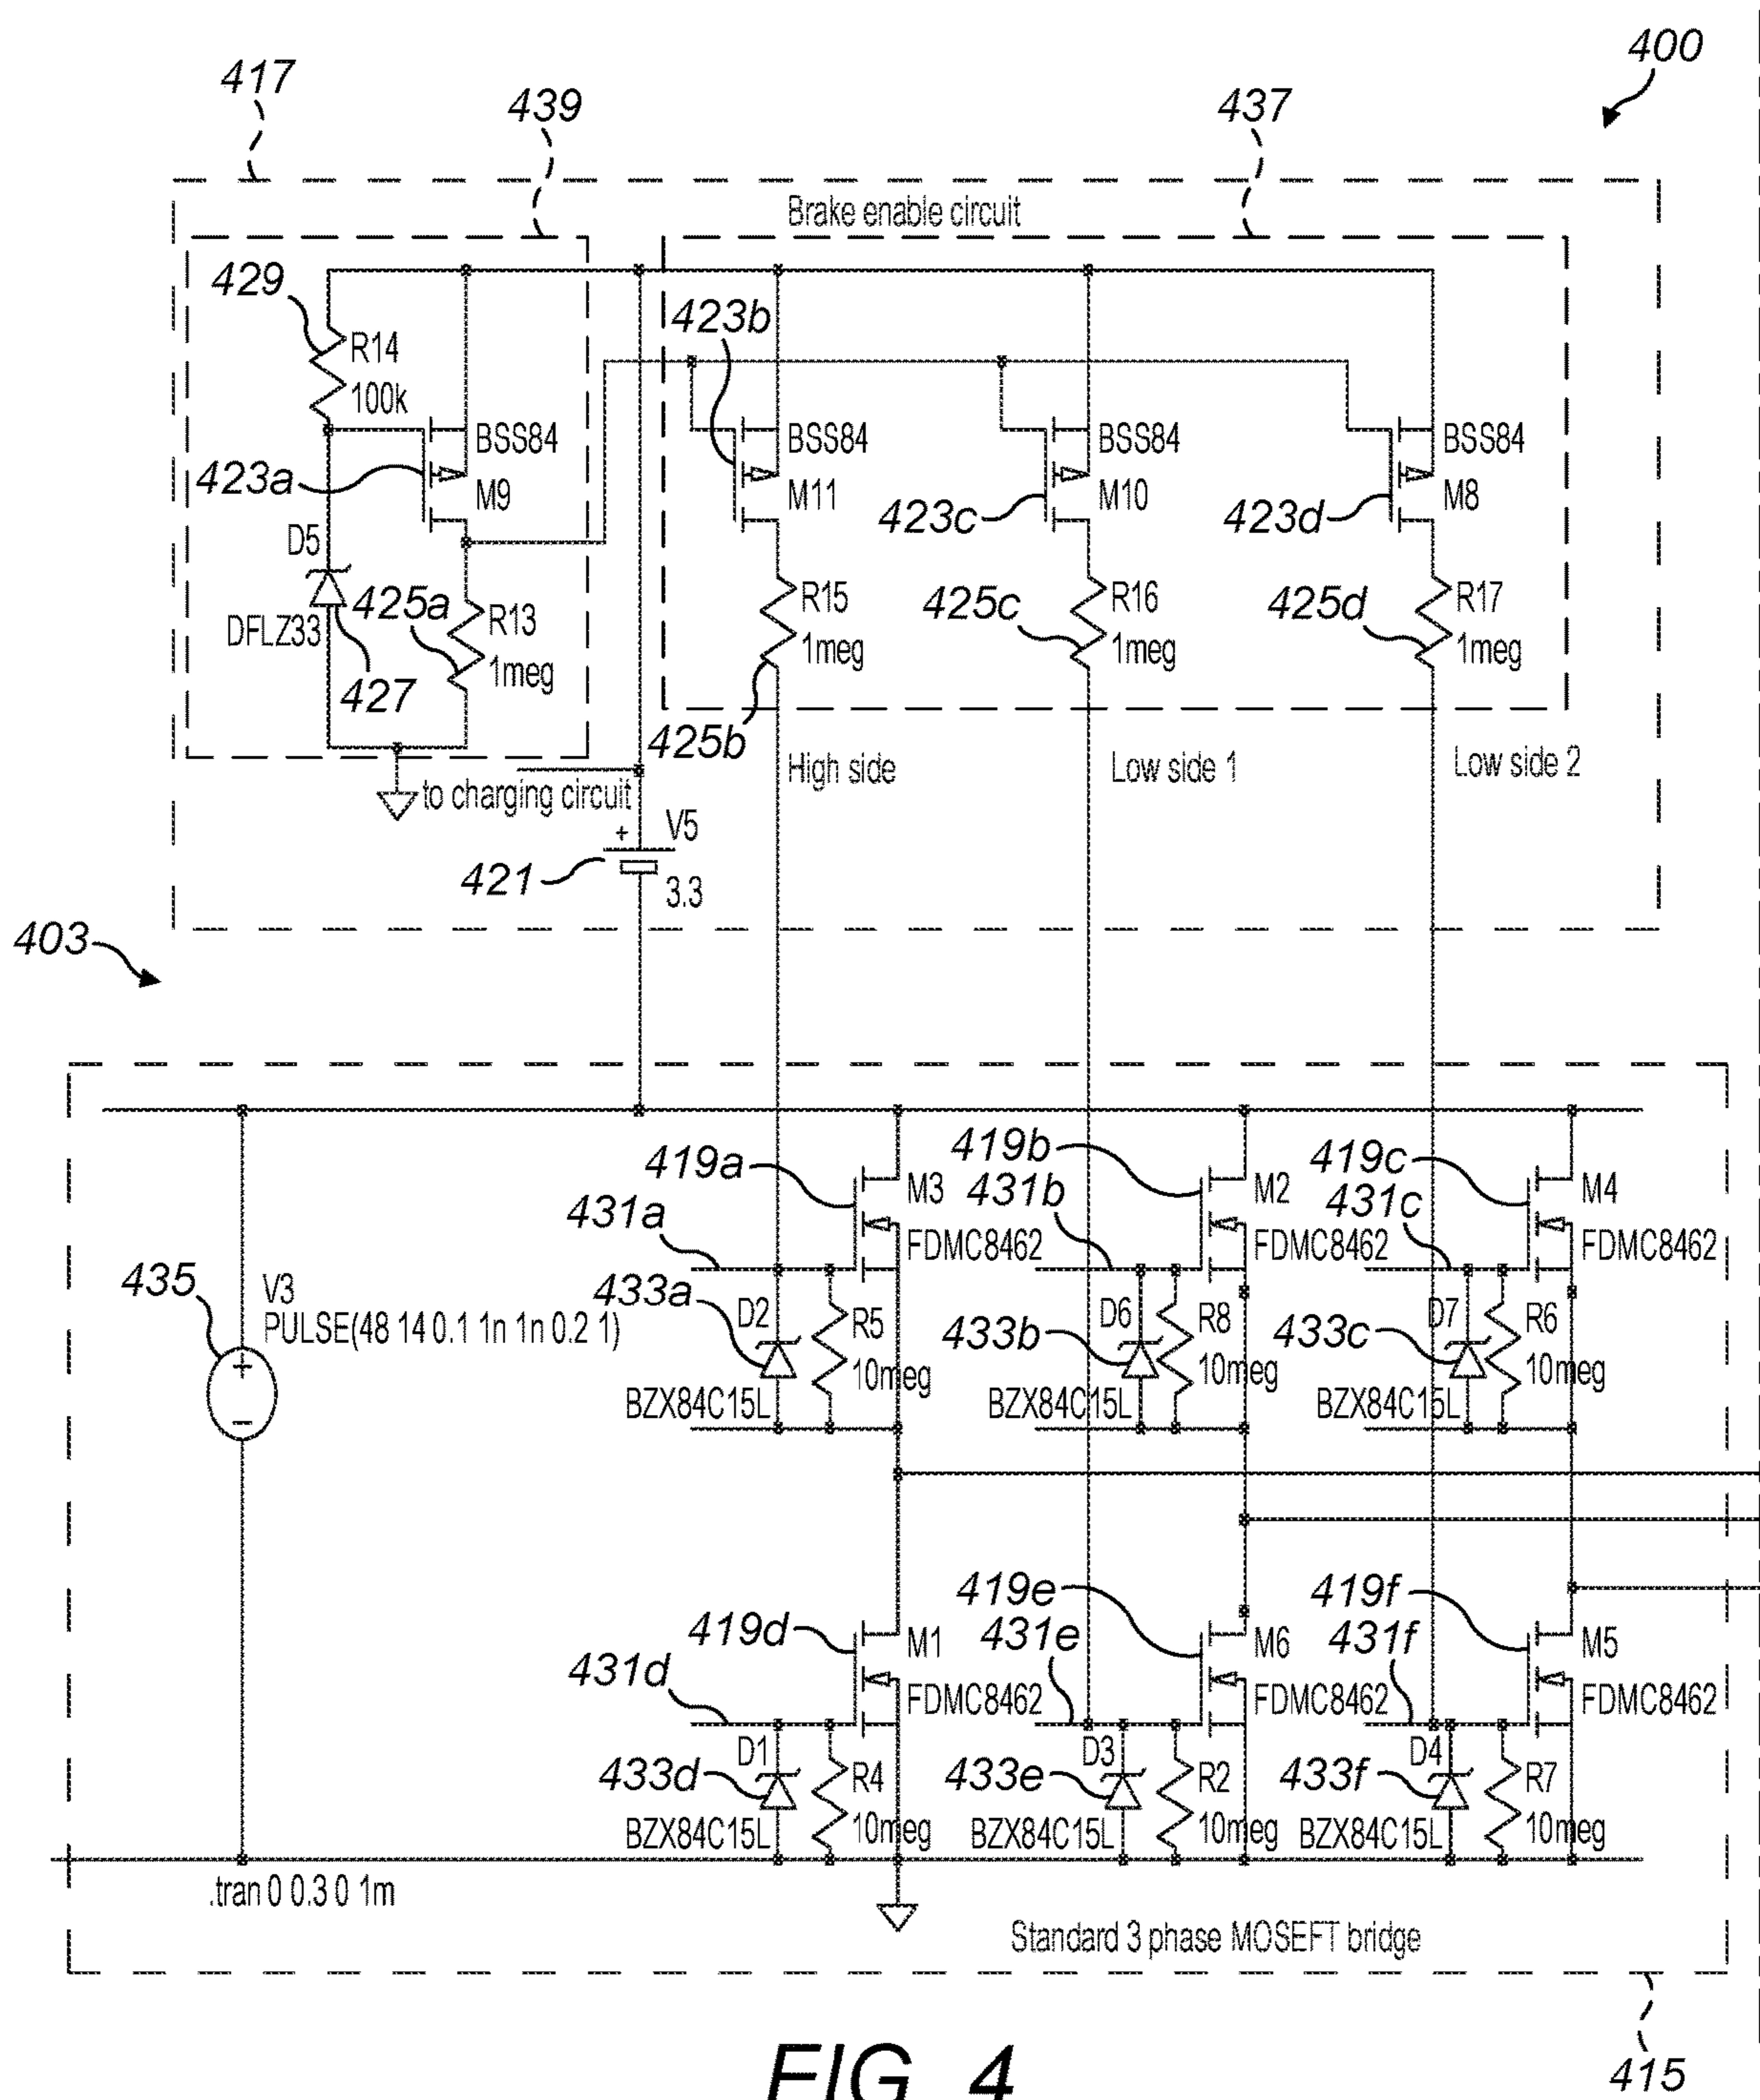 400
417
439
437
Brake enable circuit
429
R14
100k
423b
BSS84
M9
423a
BSS84
M11
BSS84
M10
423c
BSS84
M8
423d
D5
DFLZ33
427
425a
R13
1meg
R15
1meg
425b
425c
R16
1meg
425d
R17
1meg
High side
Low side 1
Low side 2
to charging circuit
+
V5
3.3
421
403
419a
M3
FDMC8462
431a
419b
M2
FDMC8462
431b
419c
M4
FDMC8462
431c
435
V3
PULSE(48 14 0.1 1n 1n 0.2 1)
+
−
433a
D2
R5
10meg
BZX84C15L
433b
D6
R8
10meg
BZX84C15L
433c
D7
R6
10meg
BZX84C15L
419d
M1
FDMC8462
431d
419e
M6
FDMC8462
431e
419f
M5
FDMC8462
431f
433d
D1
R4
10meg
BZX84C15L
433e
D3
R2
10meg
BZX84C15L
433f
D4
R7
10meg
BZX84C15L
.tran 0 0.3 0 1m
Standard 3 phase MOSEFT bridge
415
FIG. 4